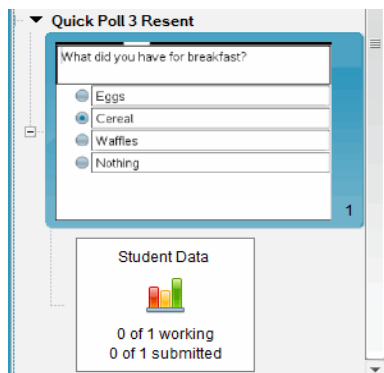 Quick Poll 3 Resent
What did you have for breakfast?
Eggs
Cereal
Waffles
Nothing
1
Student Data
0 of 1 working
0 of 1 submitted